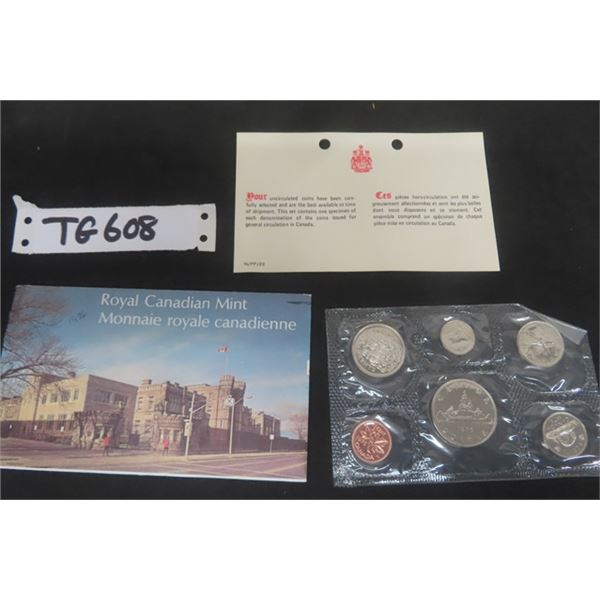 TG608
Your uncirculated coins have been care-
fully selected and are the best available at time
of shipment. This set contains one specimen of
each denomination of the coins issued for
general circulation in Canada.
Ces pièces hors-circulation ont été soi-
gneusement sélectionnées et sont les plus belles
dont nous disposons en ce moment. Cet
ensemble comprend un spécimen de chaque
pièce mise en circulation au Canada.
Royal Canadian Mint
Monnaie royale canadienne